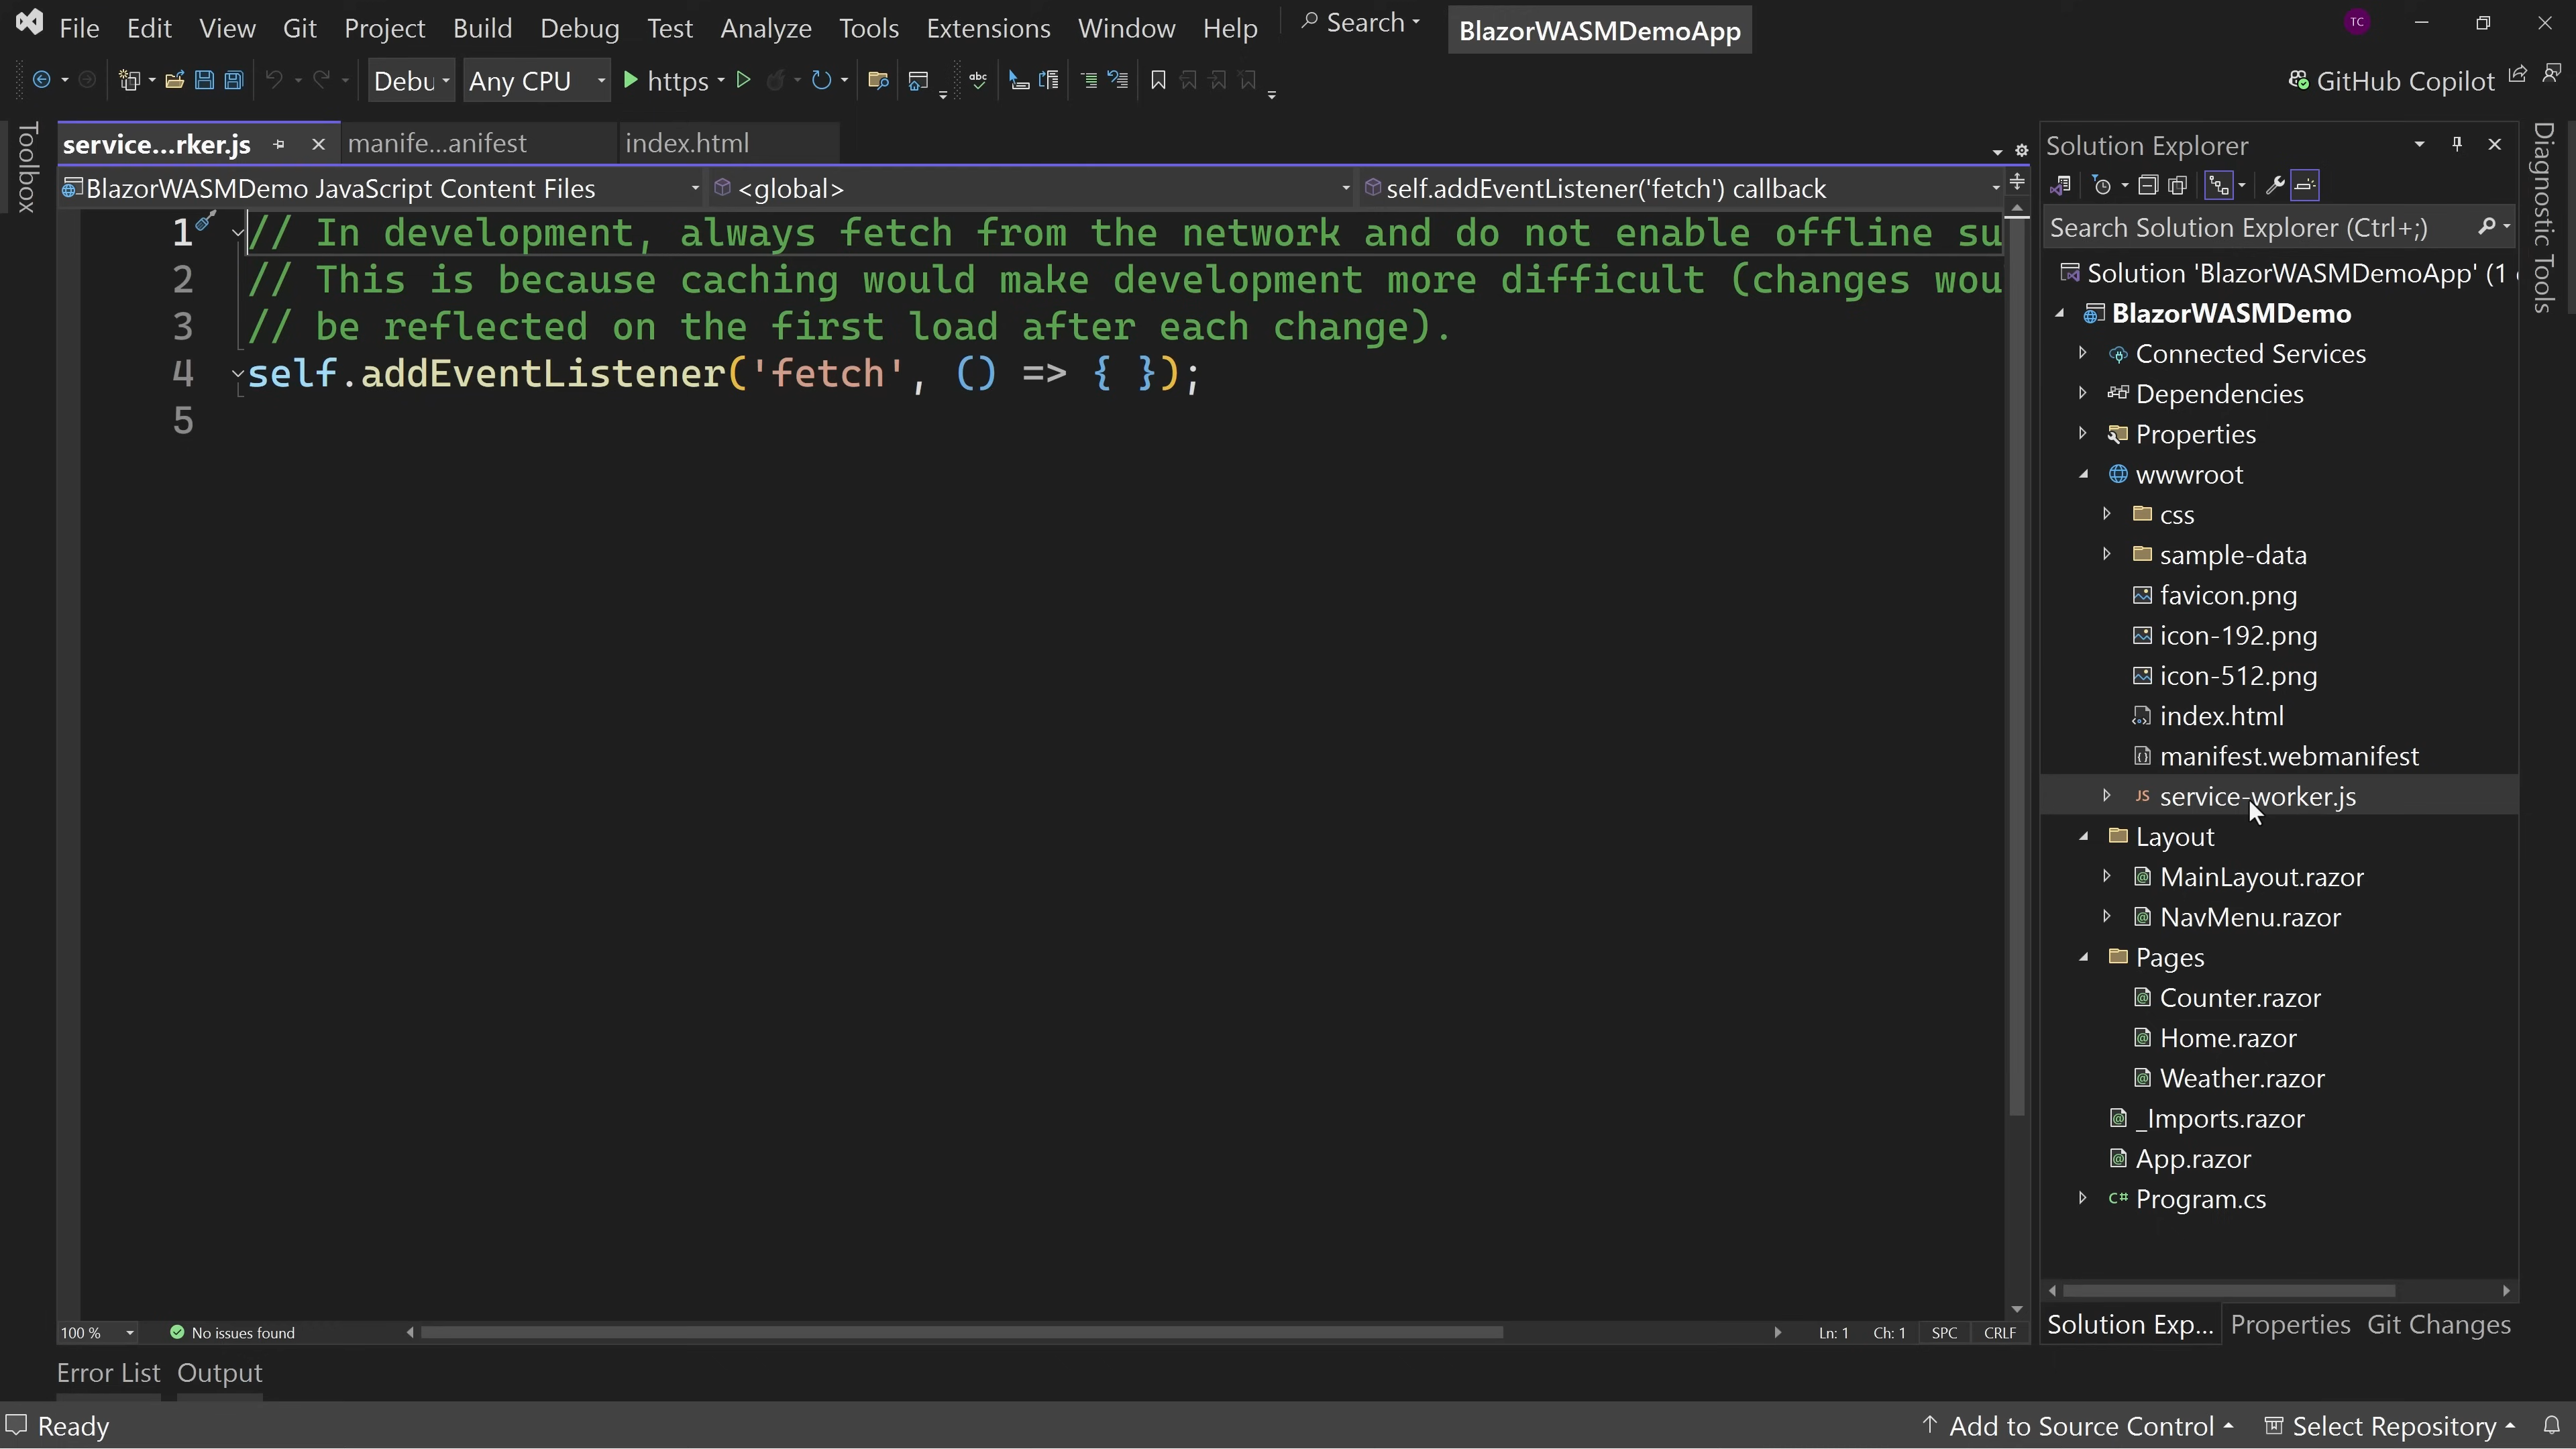 File Edit View Git Project Build Debug Test Analyze Tools Extensions Window Help Search BlazorWASMDemoApp TC
Debu Any CPU https GitHub Copilot
Toolbox
service...rker.js manife...anifest index.html
BlazorWASMDemo JavaScript Content Files <global> self.addEventListener('fetch') callback
1 // In development, always fetch from the network and do not enable offline su
2 // This is because caching would make development more difficult (changes wou
3 // be reflected on the first load after each change).
4 self.addEventListener('fetch', () => { });
5
100 % No issues found Ln: 1 Ch: 1 SPC CRLF
Solution Explorer
Search Solution Explorer (Ctrl+;)
Solution 'BlazorWASMDemoApp' (1
BlazorWASMDemo
Connected Services
Dependencies
Properties
wwwroot
css
sample-data
favicon.png
icon-192.png
icon-512.png
index.html
manifest.webmanifest
JS service-worker.js
Layout
MainLayout.razor
NavMenu.razor
Pages
Counter.razor
Home.razor
Weather.razor
_Imports.razor
App.razor
C# Program.cs
Solution Exp... Properties Git Changes
Diagnostic Tools
Error List Output
Ready Add to Source Control Select Repository